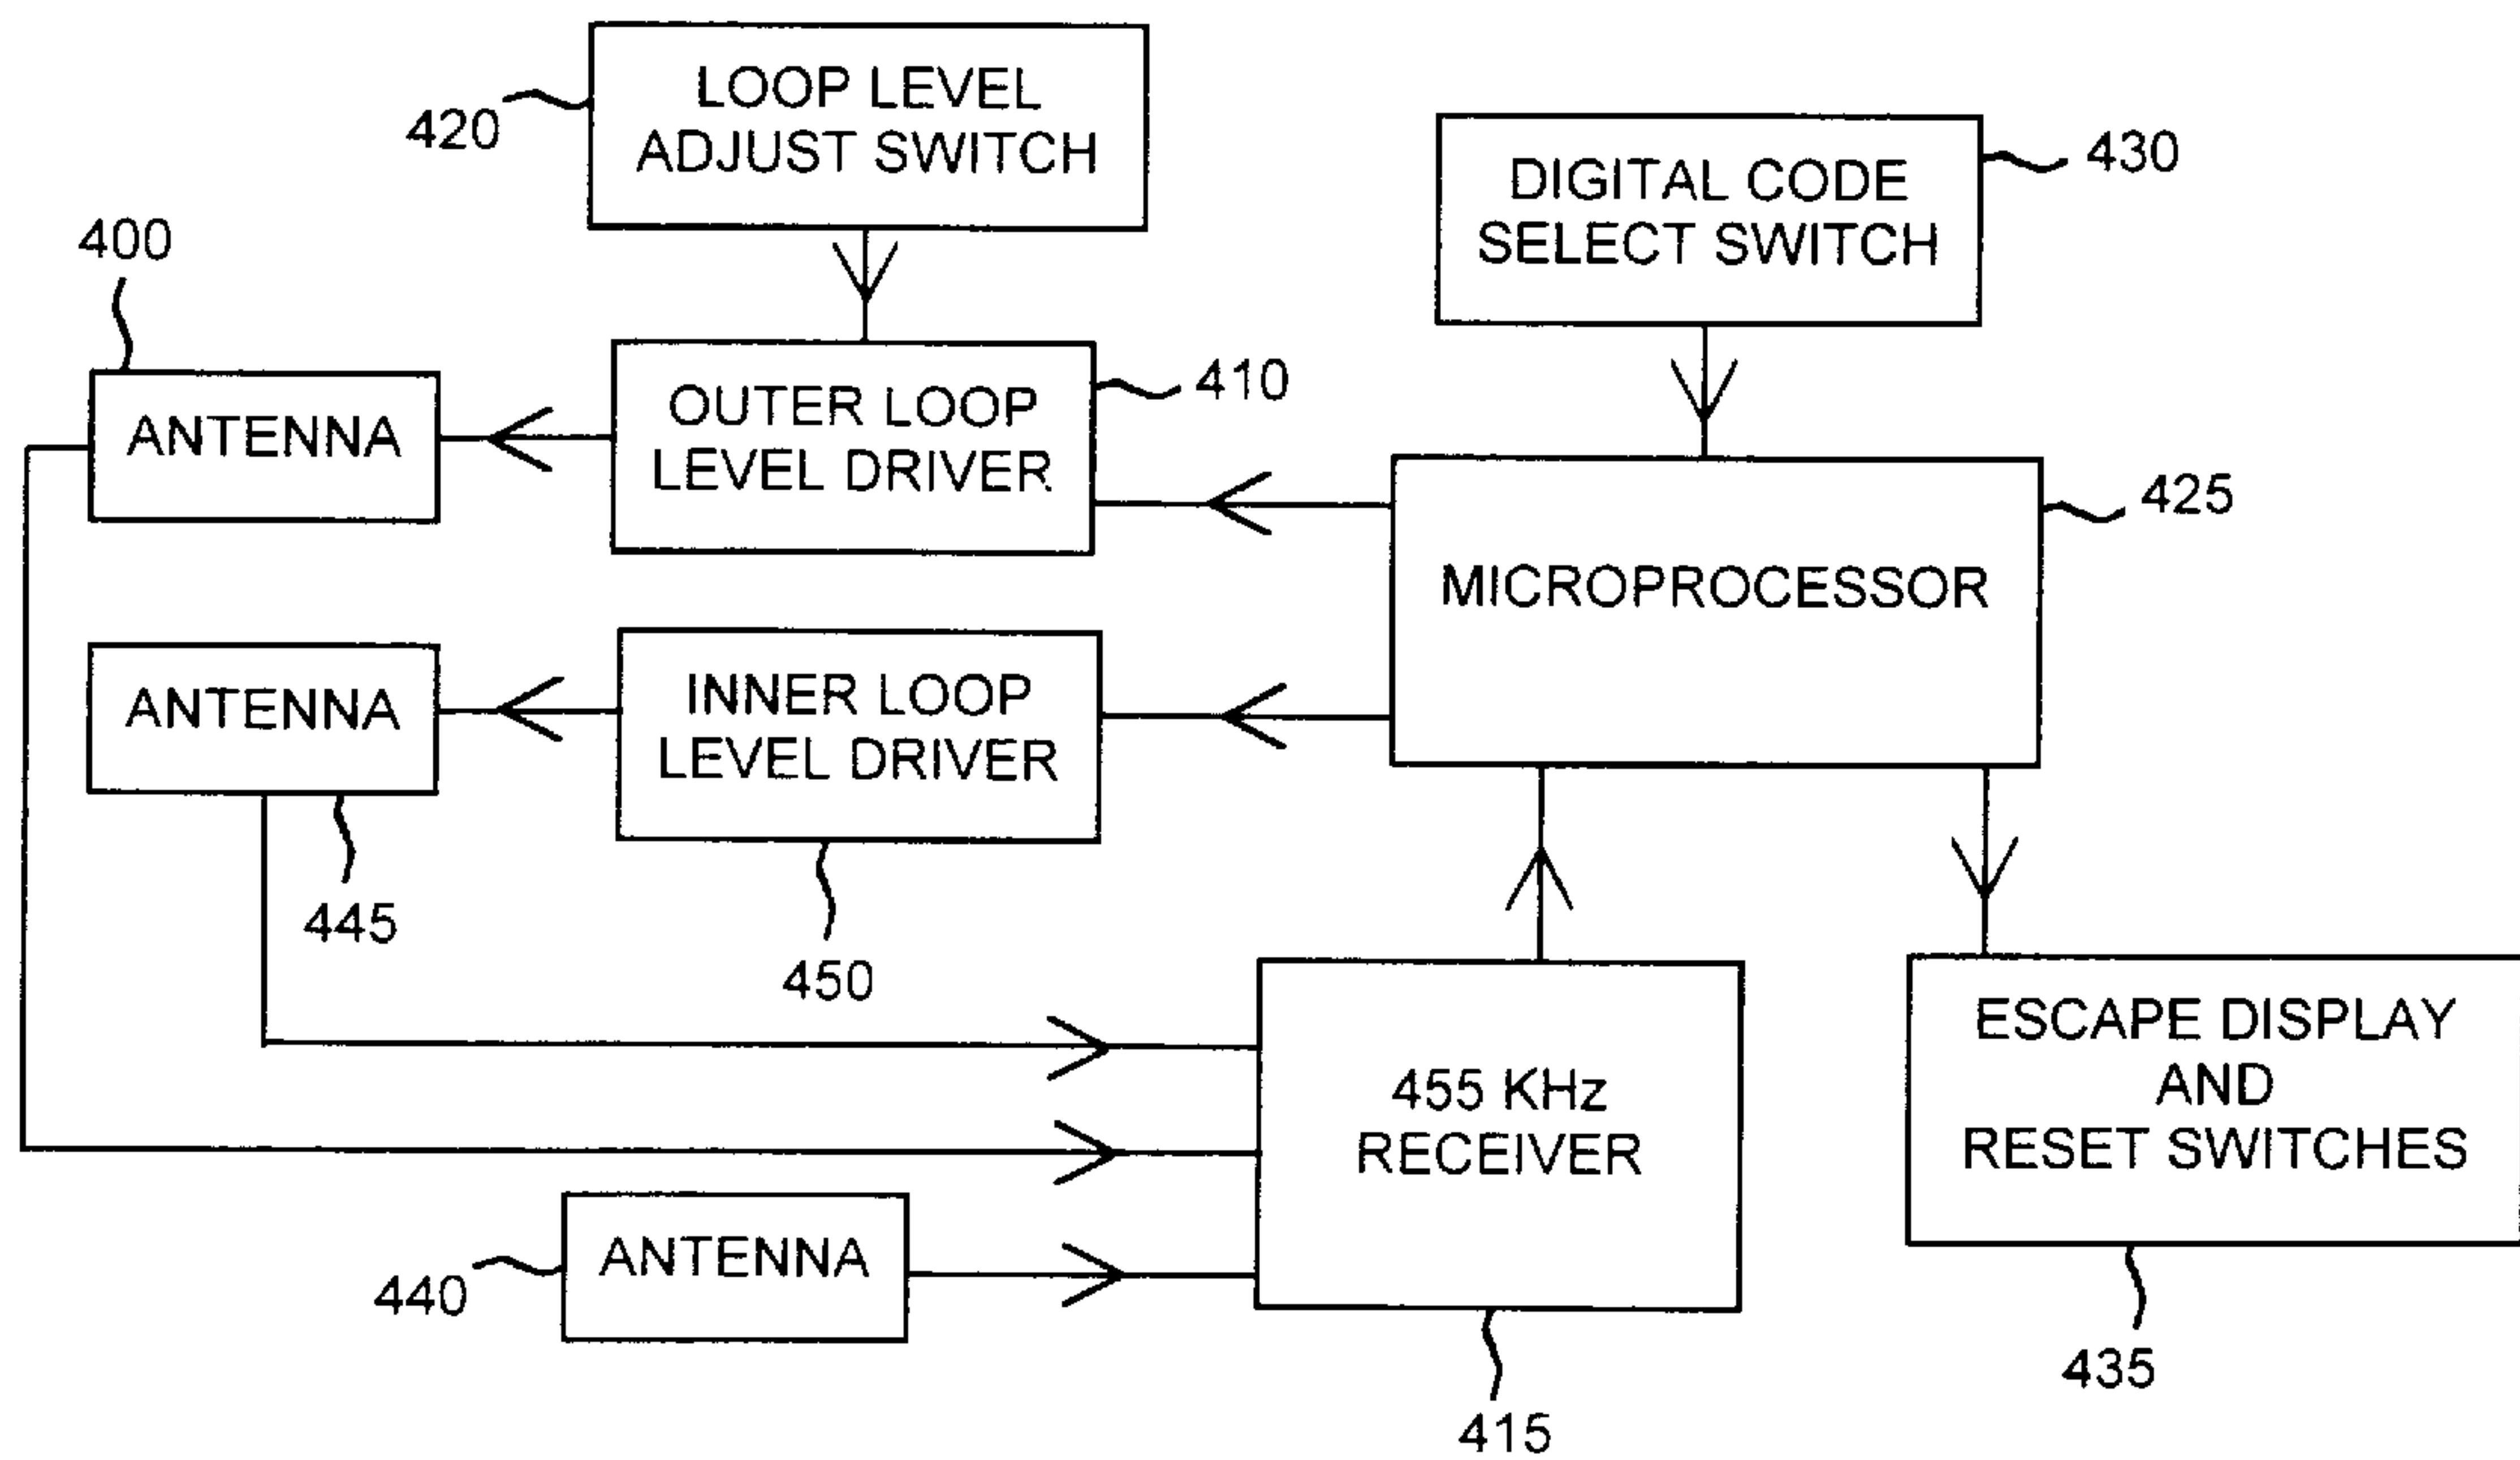 LOOP LEVEL
ADJUST SWITCH
420
DIGITAL CODE
SELECT SWITCH
430
400
ANTENNA
OUTER LOOP
LEVEL DRIVER
410
MICROPROCESSOR
425
ANTENNA
445
INNER LOOP
LEVEL DRIVER
450
455 KHz
RECEIVER
415
ESCAPE DISPLAY
AND
RESET SWITCHES
435
ANTENNA
440